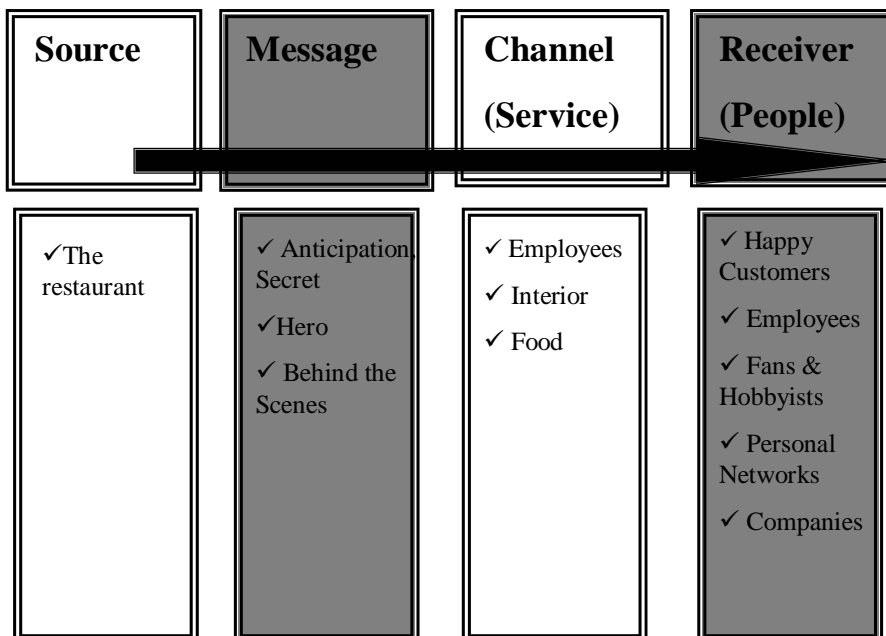 Source
Message
Channel
(Service)
Receiver
(People)
✓The
restaurant
✓ Anticipation,
Secret
✓Hero
✓ Behind the
Scenes
✓ Employees
✓ Interior
✓ Food
✓ Happy
Customers
✓ Employees
✓ Fans &
Hobbyists
✓ Personal
Networks
✓ Companies